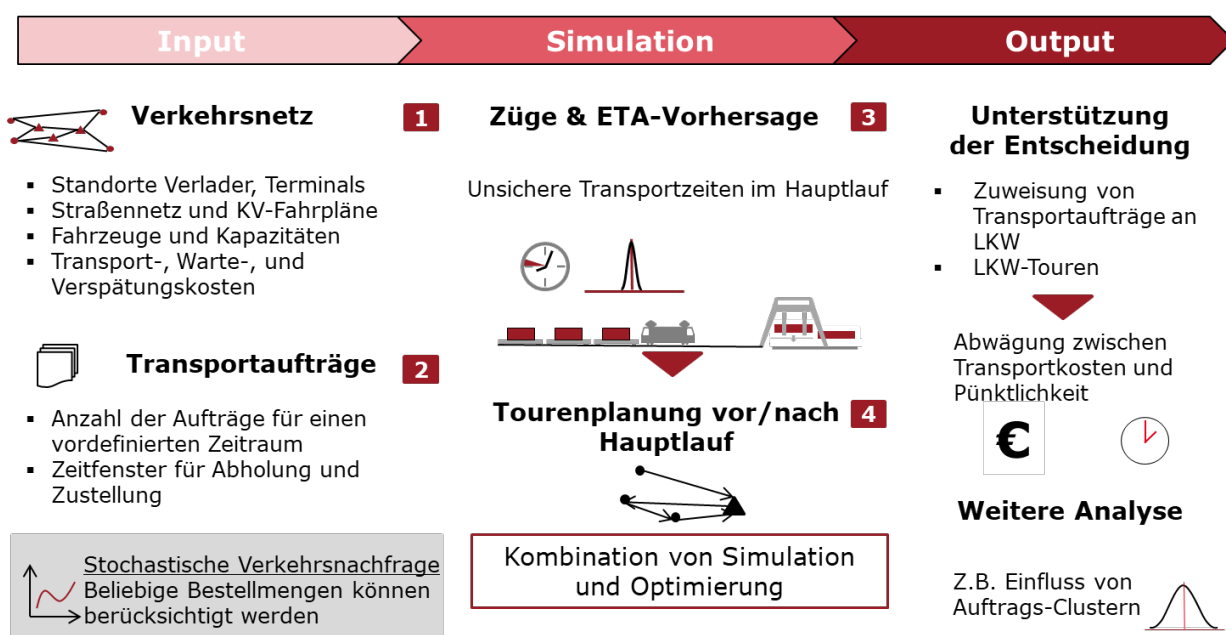 Input
Simulation
Output
Verkehrsnetz
1
▪ Standorte Verlader, Terminals
▪ Straßennetz und KV-Fahrpläne
▪ Fahrzeuge und Kapazitäten
▪ Transport-, Warte-, und
Verspätungskosten
Transportaufträge
2
▪ Anzahl der Aufträge für einen
vordefinierten Zeitraum
▪ Zeitfenster für Abholung und
Zustellung
Stochastische Verkehrsnachfrage
Beliebige Bestellmengen können
berücksichtigt werden
Züge & ETA-Vorhersage
3
Unsichere Transportzeiten im Hauptlauf
Tourenplanung vor/nach
Hauptlauf
4
Kombination von Simulation
und Optimierung
Unterstützung
der Entscheidung
▪ Zuweisung von
Transportaufträge an
LKW
▪ LKW-Touren
Abwägung zwischen
Transportkosten und
Pünktlichkeit
€
Weitere Analyse
Z.B. Einfluss von
Auftrags-Clustern